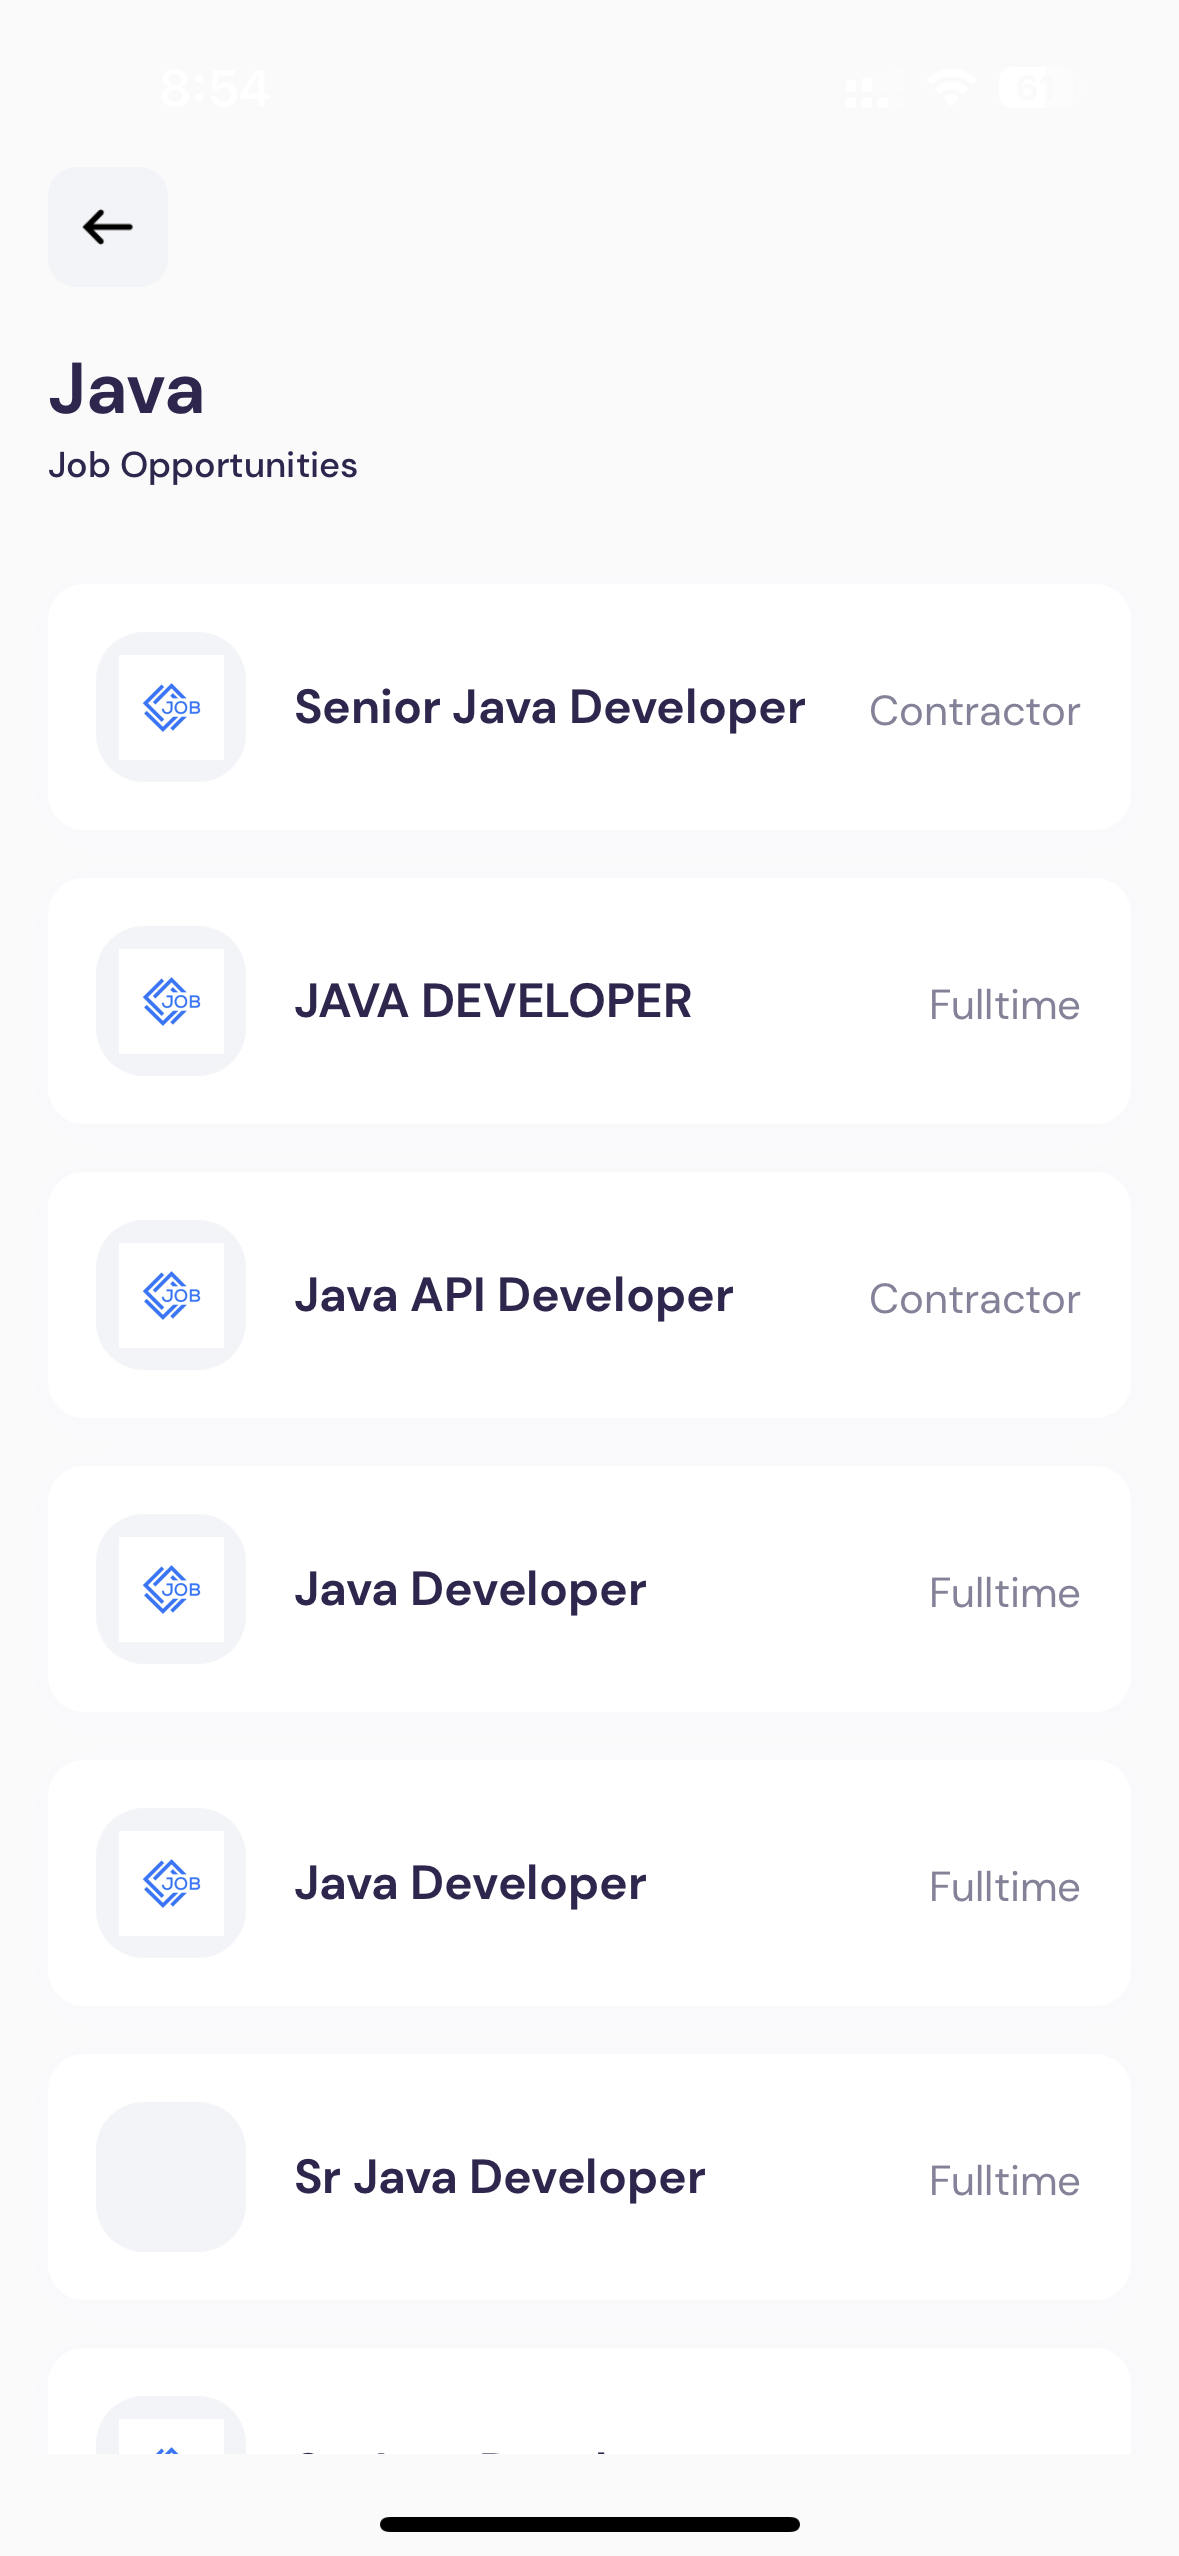 8:54
Java
Job Opportunities
JOB
Senior Java Developer
Contractor
JOB
JAVA DEVELOPER
Fulltime
JOB
Java API Developer
Contractor
JOB
Java Developer
Fulltime
JOB
Java Developer
Fulltime
Sr Java Developer
Fulltime